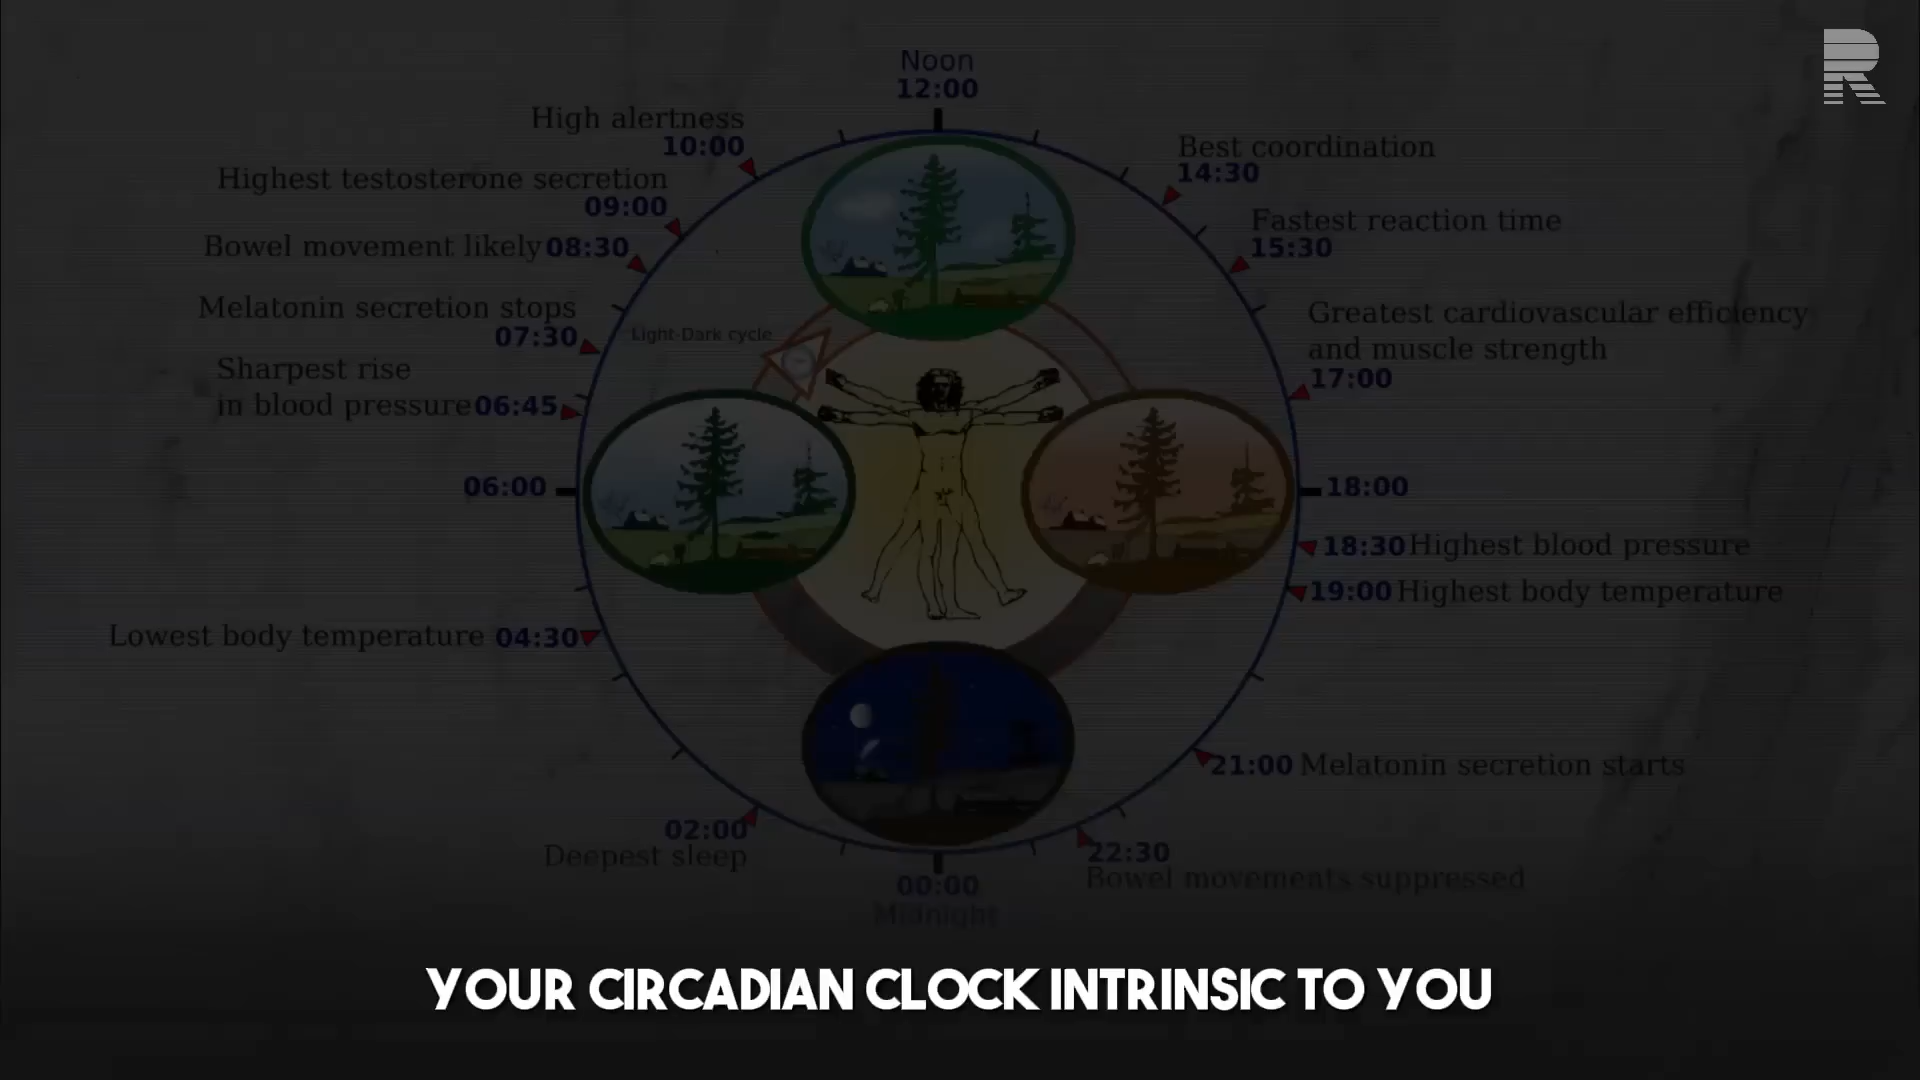 Noon
12:00
High alertness
10:00
Highest testosterone secretion
09:00
Bowel movement likely 08:30
Melatonin secretion stops
07:30
Sharpest rise
in blood pressure 06:45
06:00
Lowest body temperature 04:30
02:00
Deepest sleep
00:00
Midnight
Best coordination
14:30
Fastest reaction time
15:30
Greatest cardiovascular efficiency
and muscle strength
17:00
18:00
18:30 Highest blood pressure
19:00 Highest body temperature
21:00 Melatonin secretion starts
22:30
Bowel movements suppressed
Light-Dark cycle
R
YOUR CIRCADIAN CLOCK INTRINSIC TO YOU